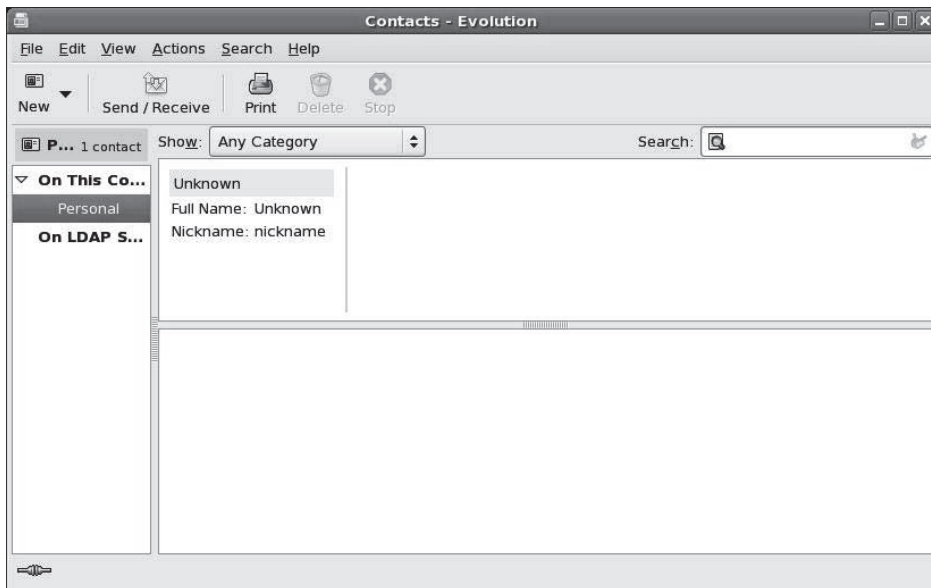 Contacts - Evolution
File Edit View Actions Search Help
New Send / Receive Print Delete Stop
P... 1 contact Show: Any Category Search:
On This Co...
Personal
On LDAP S...
Unknown
Full Name: Unknown
Nickname: nickname